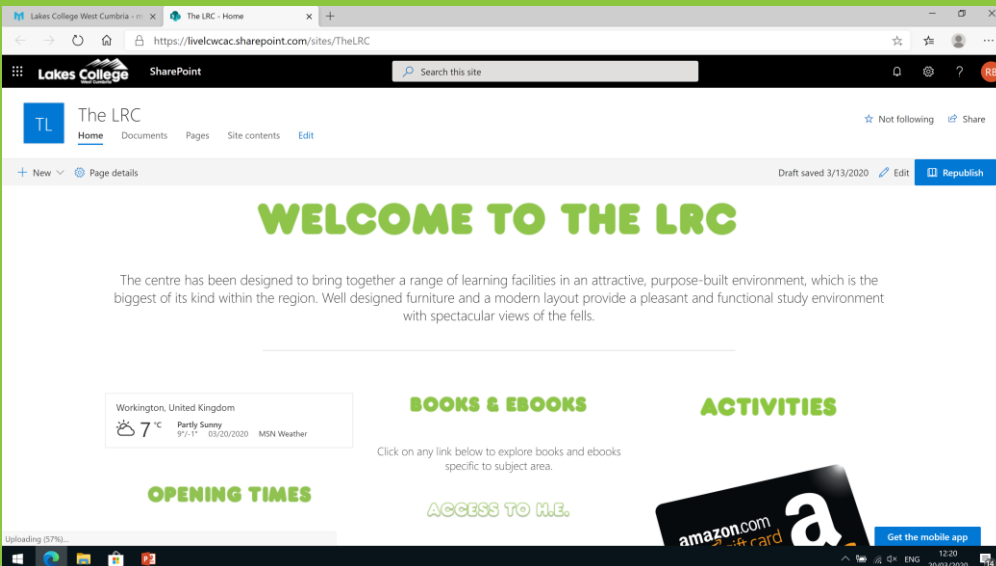 Lakes College West Cumbria - m
The LRC - Home
https://livelcwcac.sharepoint.com/sites/TheLRC
Lakes College
West Cumbria
SharePoint
Search this site
RB
TL
The LRC
Home Documents Pages Site contents Edit
Not following Share
New Page details
Draft saved 3/13/2020 Edit Republish
WELCOME TO THE LRC
The centre has been designed to bring together a range of learning facilities in an attractive, purpose-built environment, which is the
biggest of its kind within the region. Well designed furniture and a modern layout provide a pleasant and functional study environment
with spectacular views of the fells.
Workington, United Kingdom
7 °C
Partly Sunny
9°/-1° 03/20/2020 MSN Weather
OPENING TIMES
BOOKS & EBOOKS
Click on any link below to explore books and ebooks
specific to subject area.
ACCESS TO H.E.
ACTIVITIES
amazon.com
gift card
a
Get the mobile app
Uploading (57%)...
ENG
12:20
20/03/2020